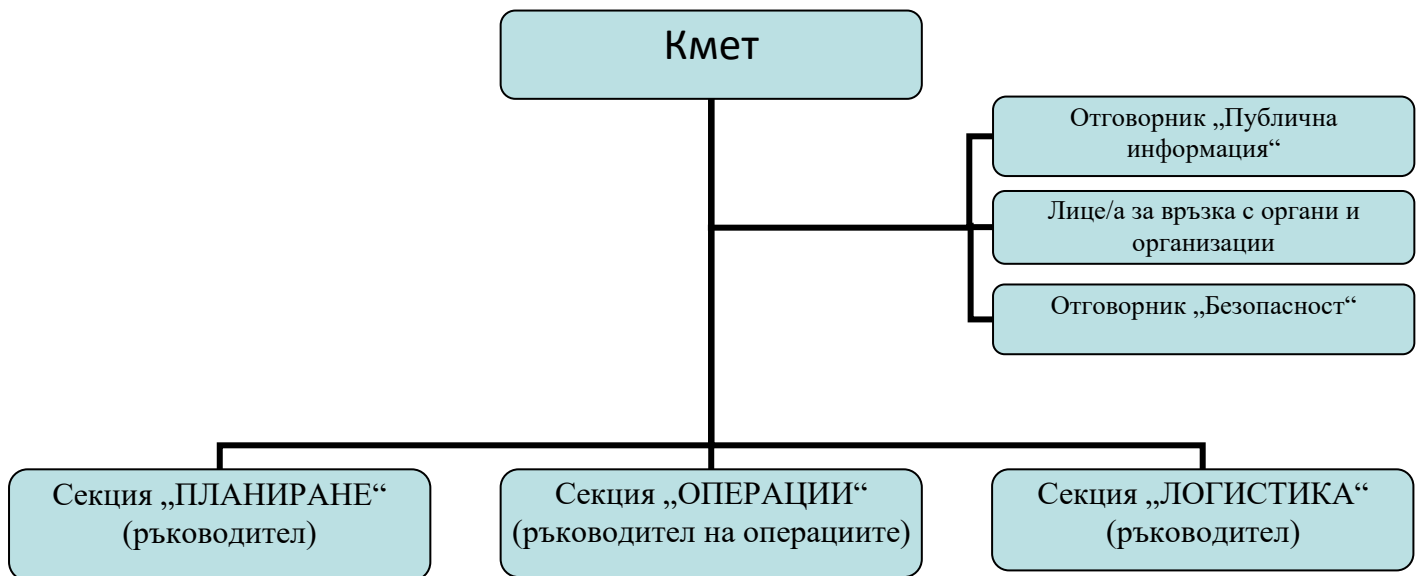 Кмет
Отговорник „Публична
информация“
Лице/а за връзка с органи и
организации
Отговорник „Безопасност“
Секция „ПЛАНИРАНЕ“
(ръководител)
Секция „ОПЕРАЦИИ“
(ръководител на операциите)
Секция „ЛОГИСТИКА“
(ръководител)